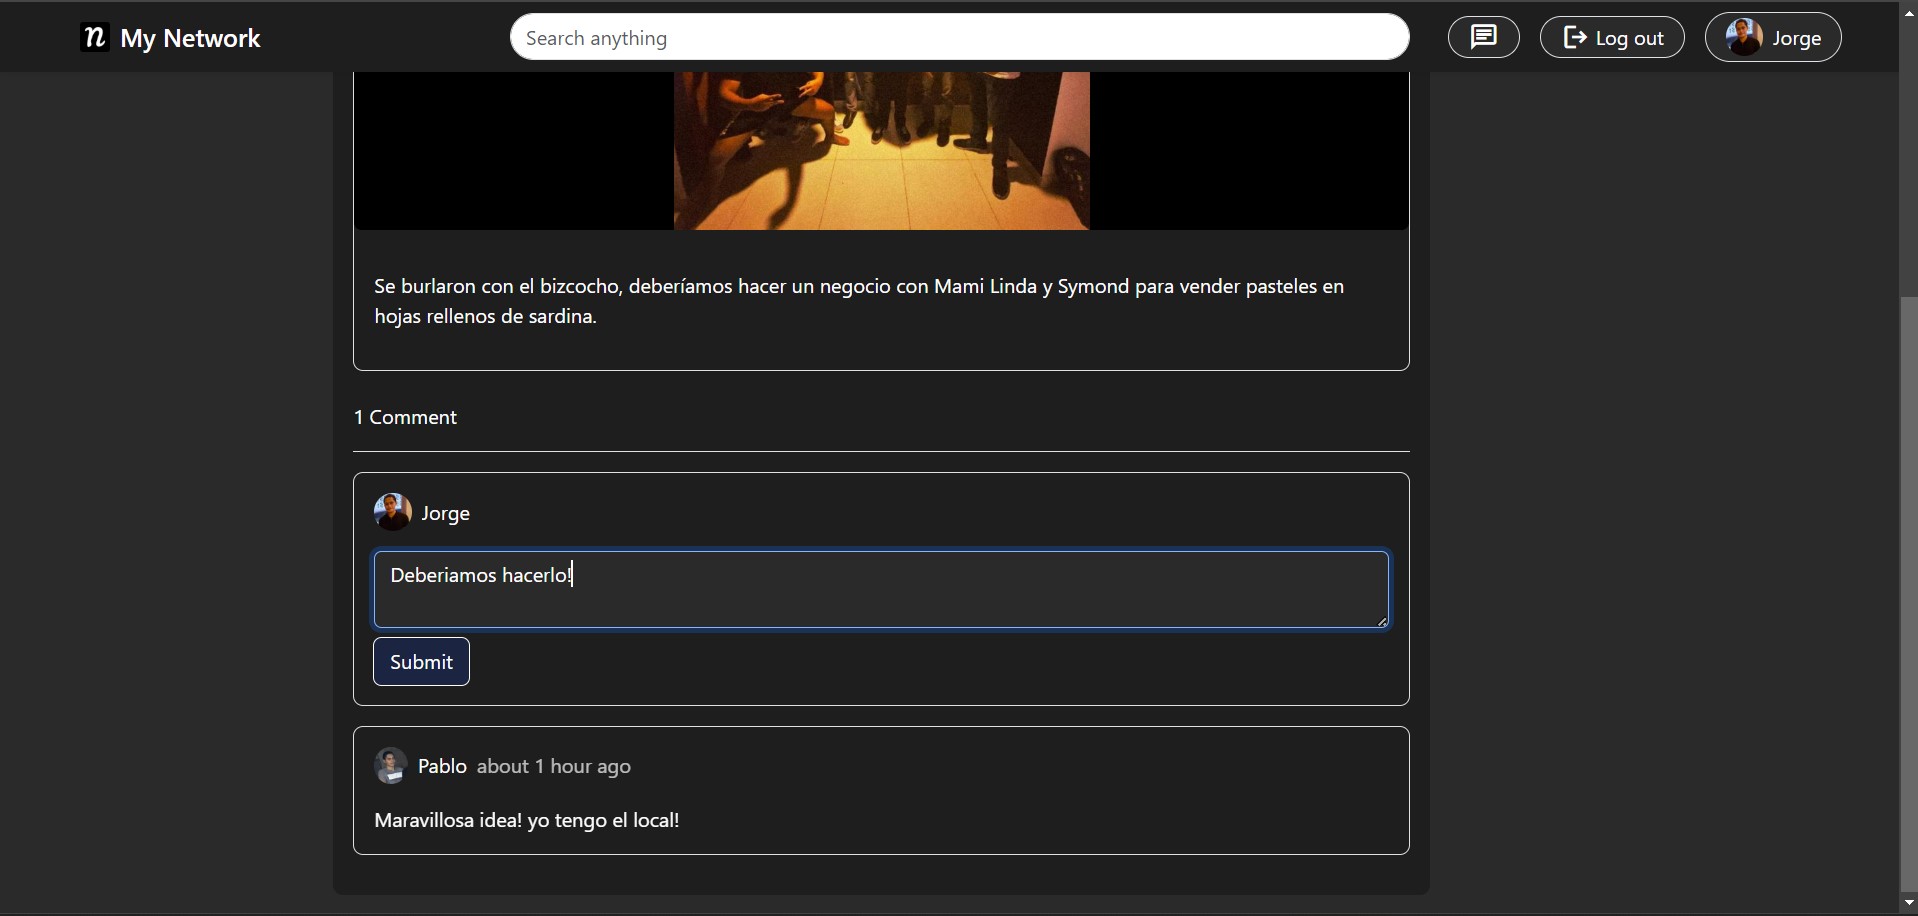 n My Network
Search anything
Log out
Jorge
Se burlaron con el bizcocho, deberíamos hacer un negocio con Mami Linda y Symond para vender pasteles en
hojas rellenos de sardina.
1 Comment
Jorge
Deberiamos hacerlo!
Submit
Pablo about 1 hour ago
Maravillosa idea! yo tengo el local!